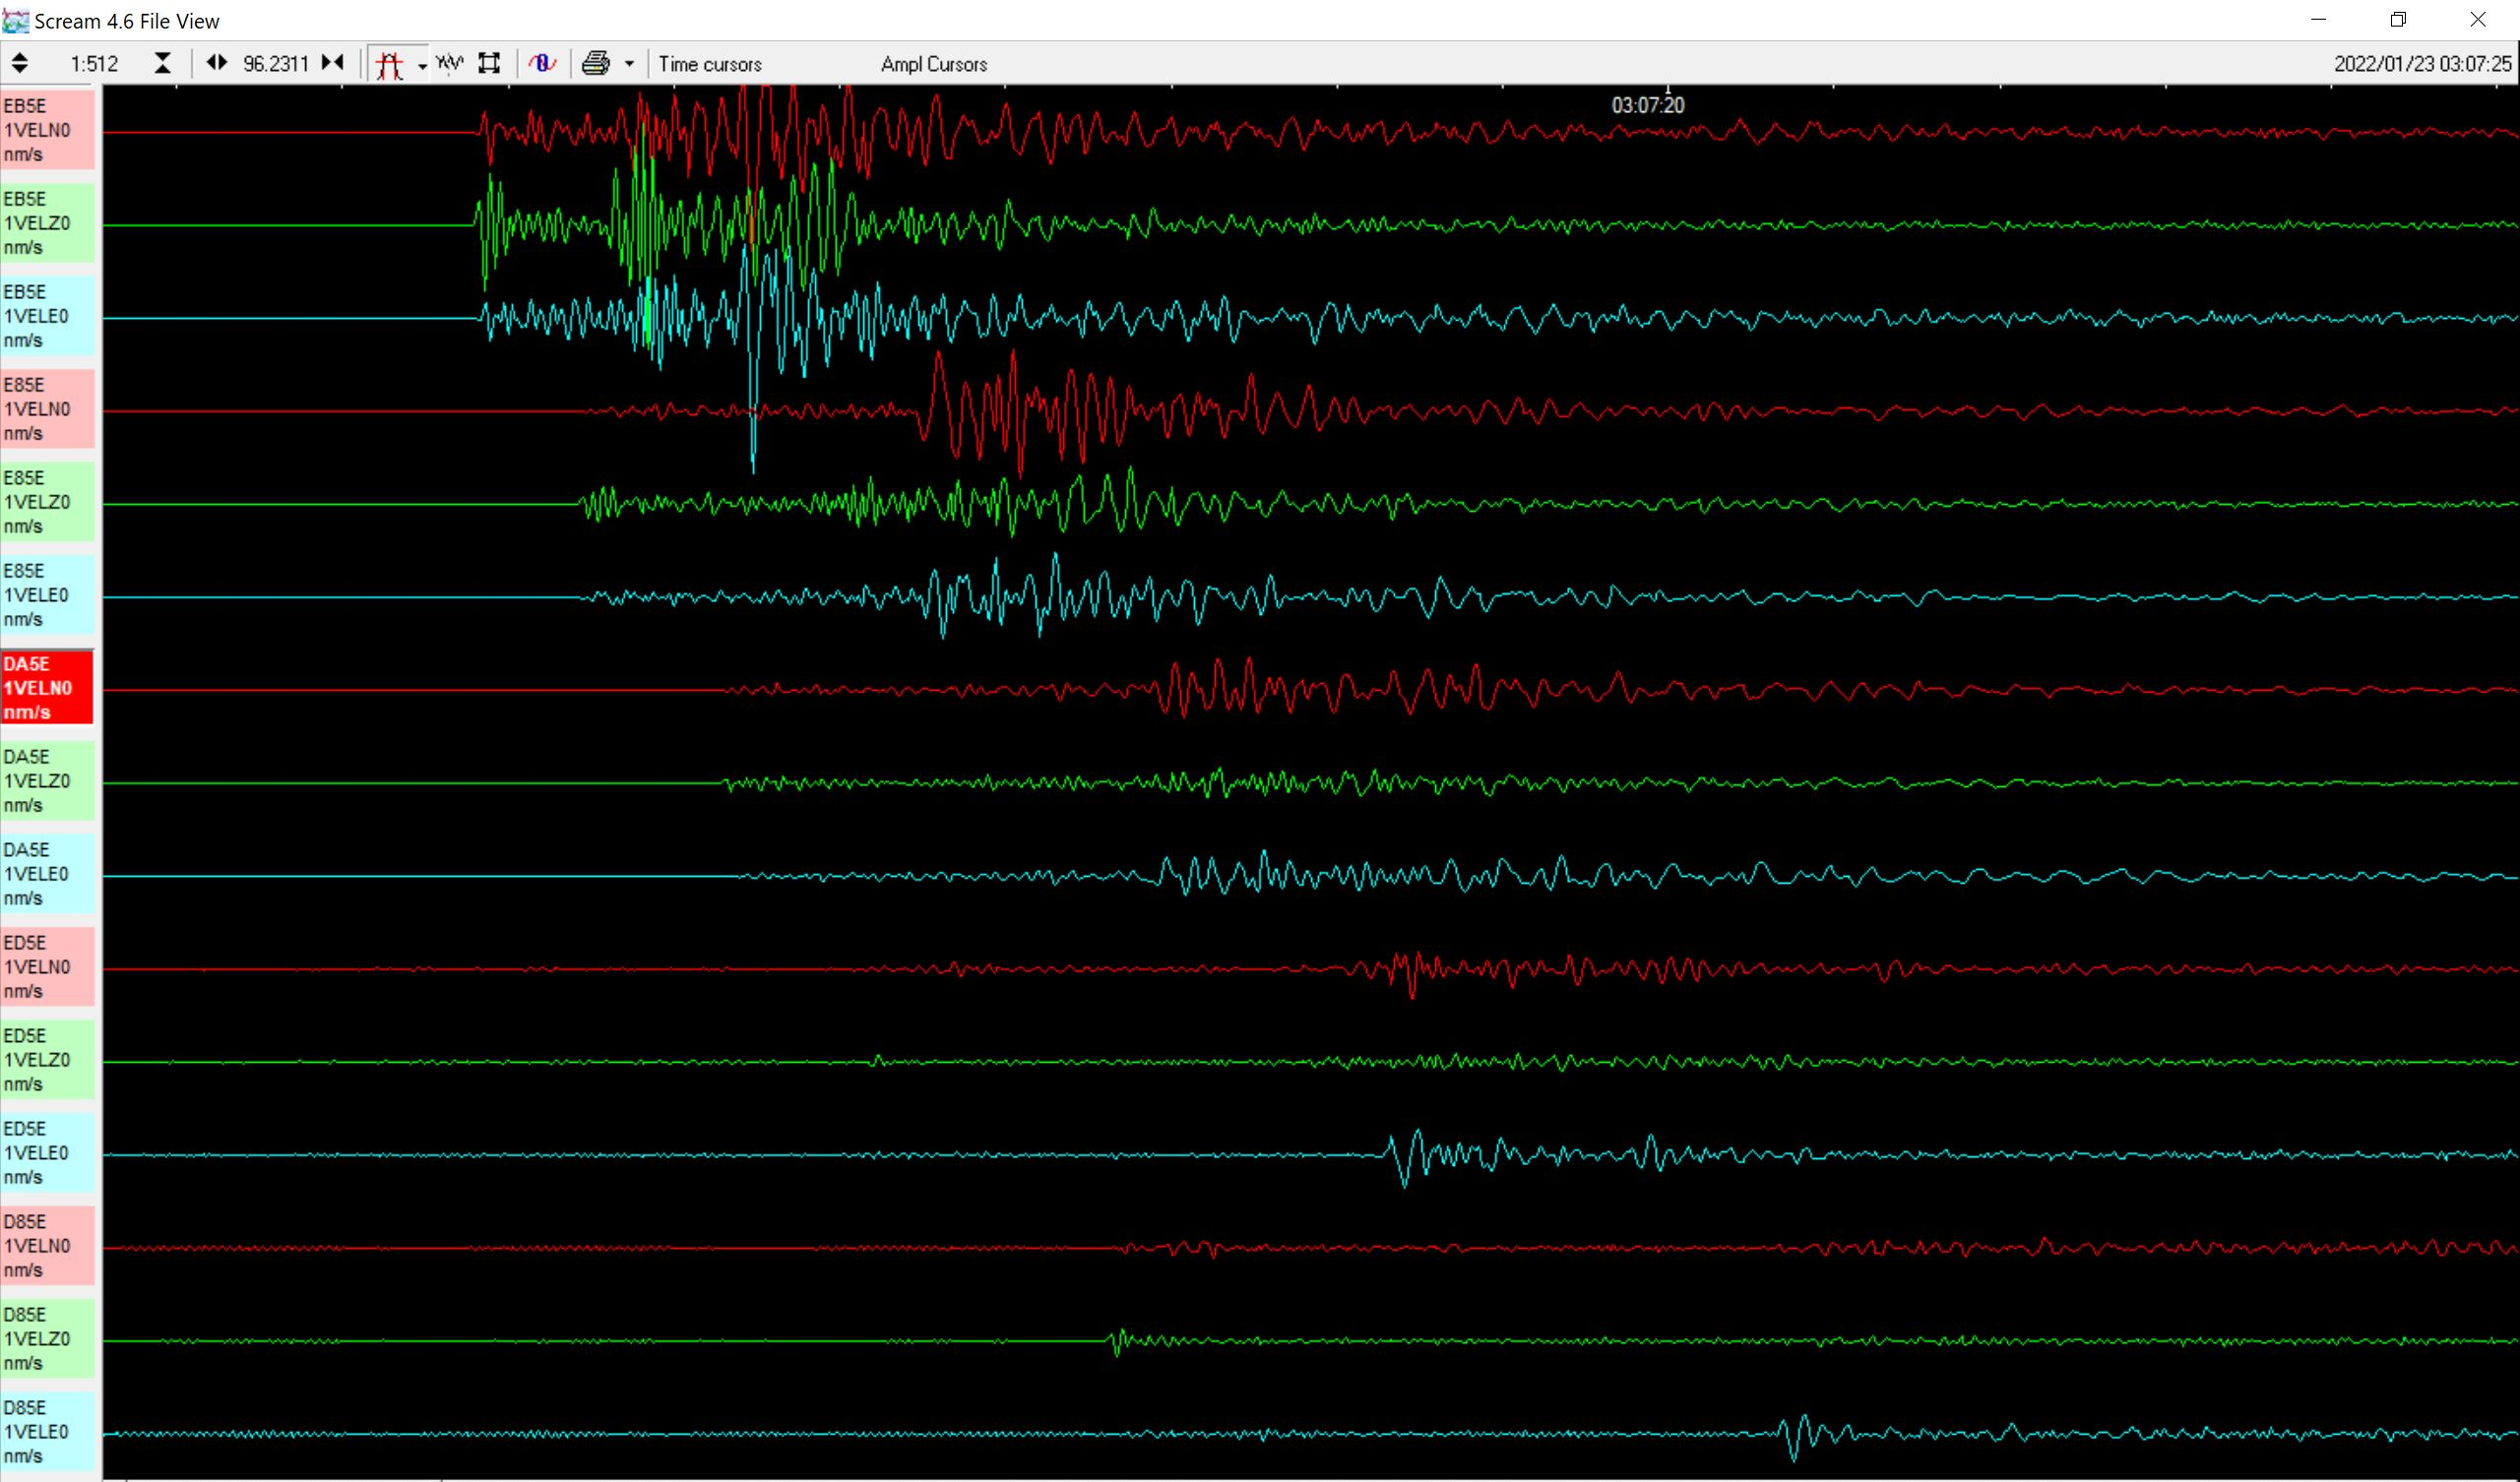 Scream 4.6 File View
1:512 96.2311 Time cursors Ampl Cursors 2022/01/23 03:07:25
03:07:20
EB5E
1VELN0
nm/s
EB5E
1VELZ0
nm/s
EB5E
1VELE0
nm/s
E85E
1VELN0
nm/s
E85E
1VELZ0
nm/s
E85E
1VELE0
nm/s
DA5E
1VELN0
nm/s
DA5E
1VELZ0
nm/s
DA5E
1VELE0
nm/s
ED5E
1VELN0
nm/s
ED5E
1VELZ0
nm/s
ED5E
1VELE0
nm/s
D85E
1VELN0
nm/s
D85E
1VELZ0
nm/s
D85E
1VELE0
nm/s